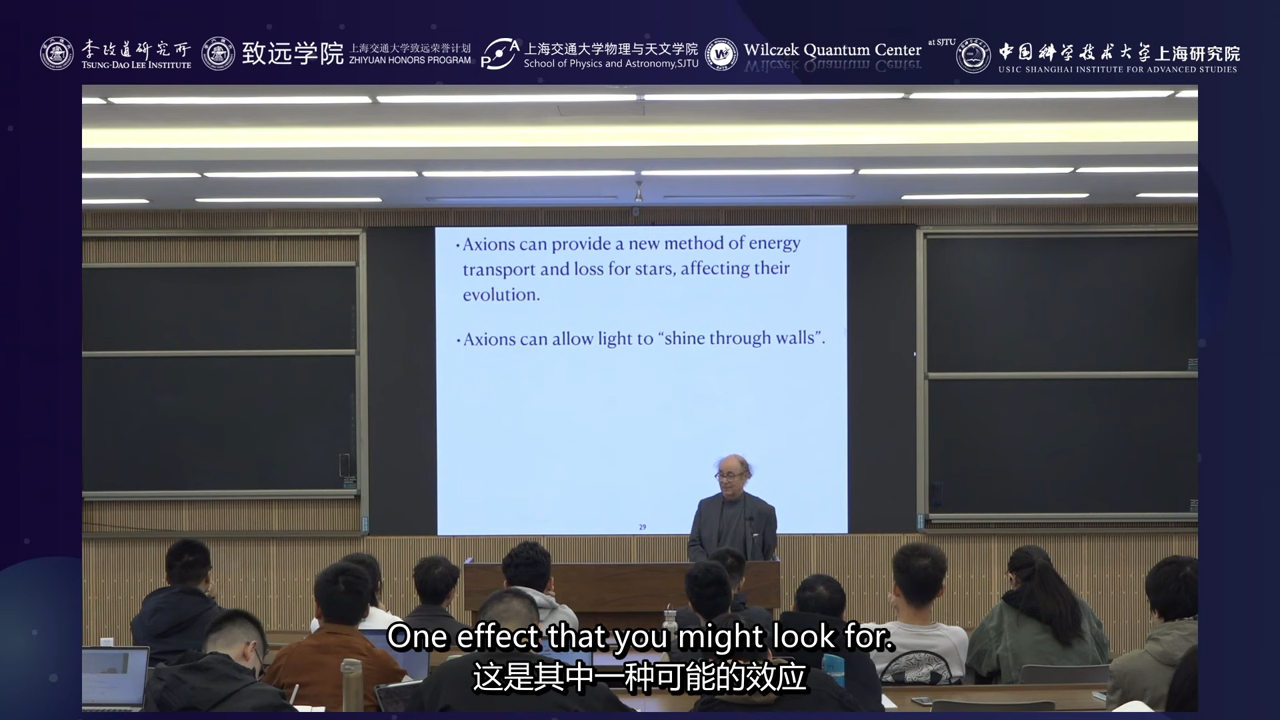 李政道研究所
TSUNG-DAO LEE INSTITUTE
致远学院
上海交通大学致远荣誉计划
ZHIYUAN HONORS PROGRAM
上海交通大学物理与天文学院
School of Physics and Astronomy,SJTU
Wilczek Quantum Center
at SJTU
中国科学技术大学上海研究院
USTC SHANGHAI INSTITUTE FOR ADVANCED STUDIES
• Axions can provide a new method of energy
transport and loss for stars, affecting their
evolution.
• Axions can allow light to “shine through walls”.
29
One effect that you might look for.
这是其中一种可能的效应